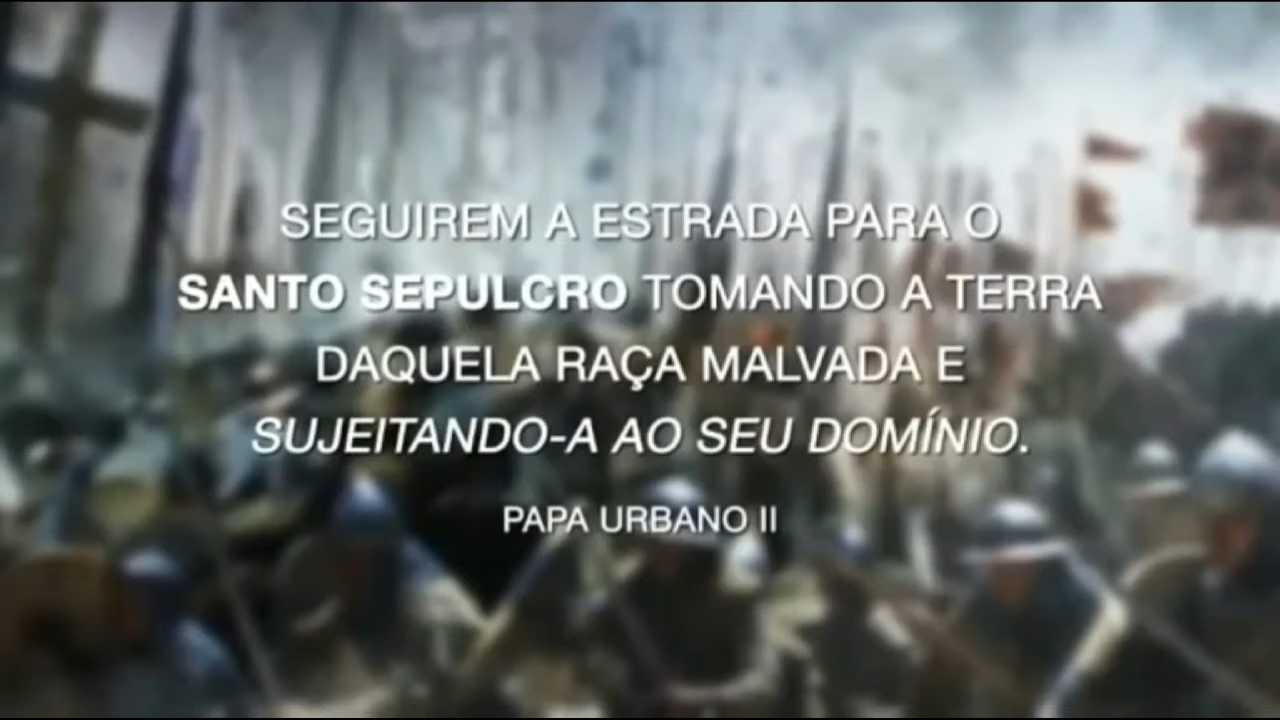 SEGUIREM A ESTRADA PARA O
SANTO SEPULCRO TOMANDO A TERRA
DAQUELA RAÇA MALVADA E
SUJEITANDO-A AO SEU DOMÍNIO.
PAPA URBANO II